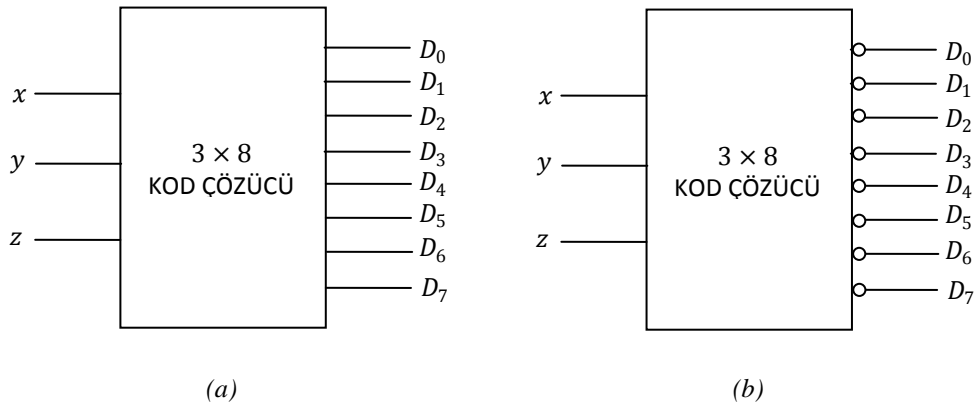 x
y
z
3 × 8
KOD ÇÖZÜCÜ
D₀
D₁
D₂
D₃
D₄
D₅
D₆
D₇
(a)
x
y
z
3 × 8
KOD ÇÖZÜCÜ
D₀
D₁
D₂
D₃
D₄
D₅
D₆
D₇
(b)